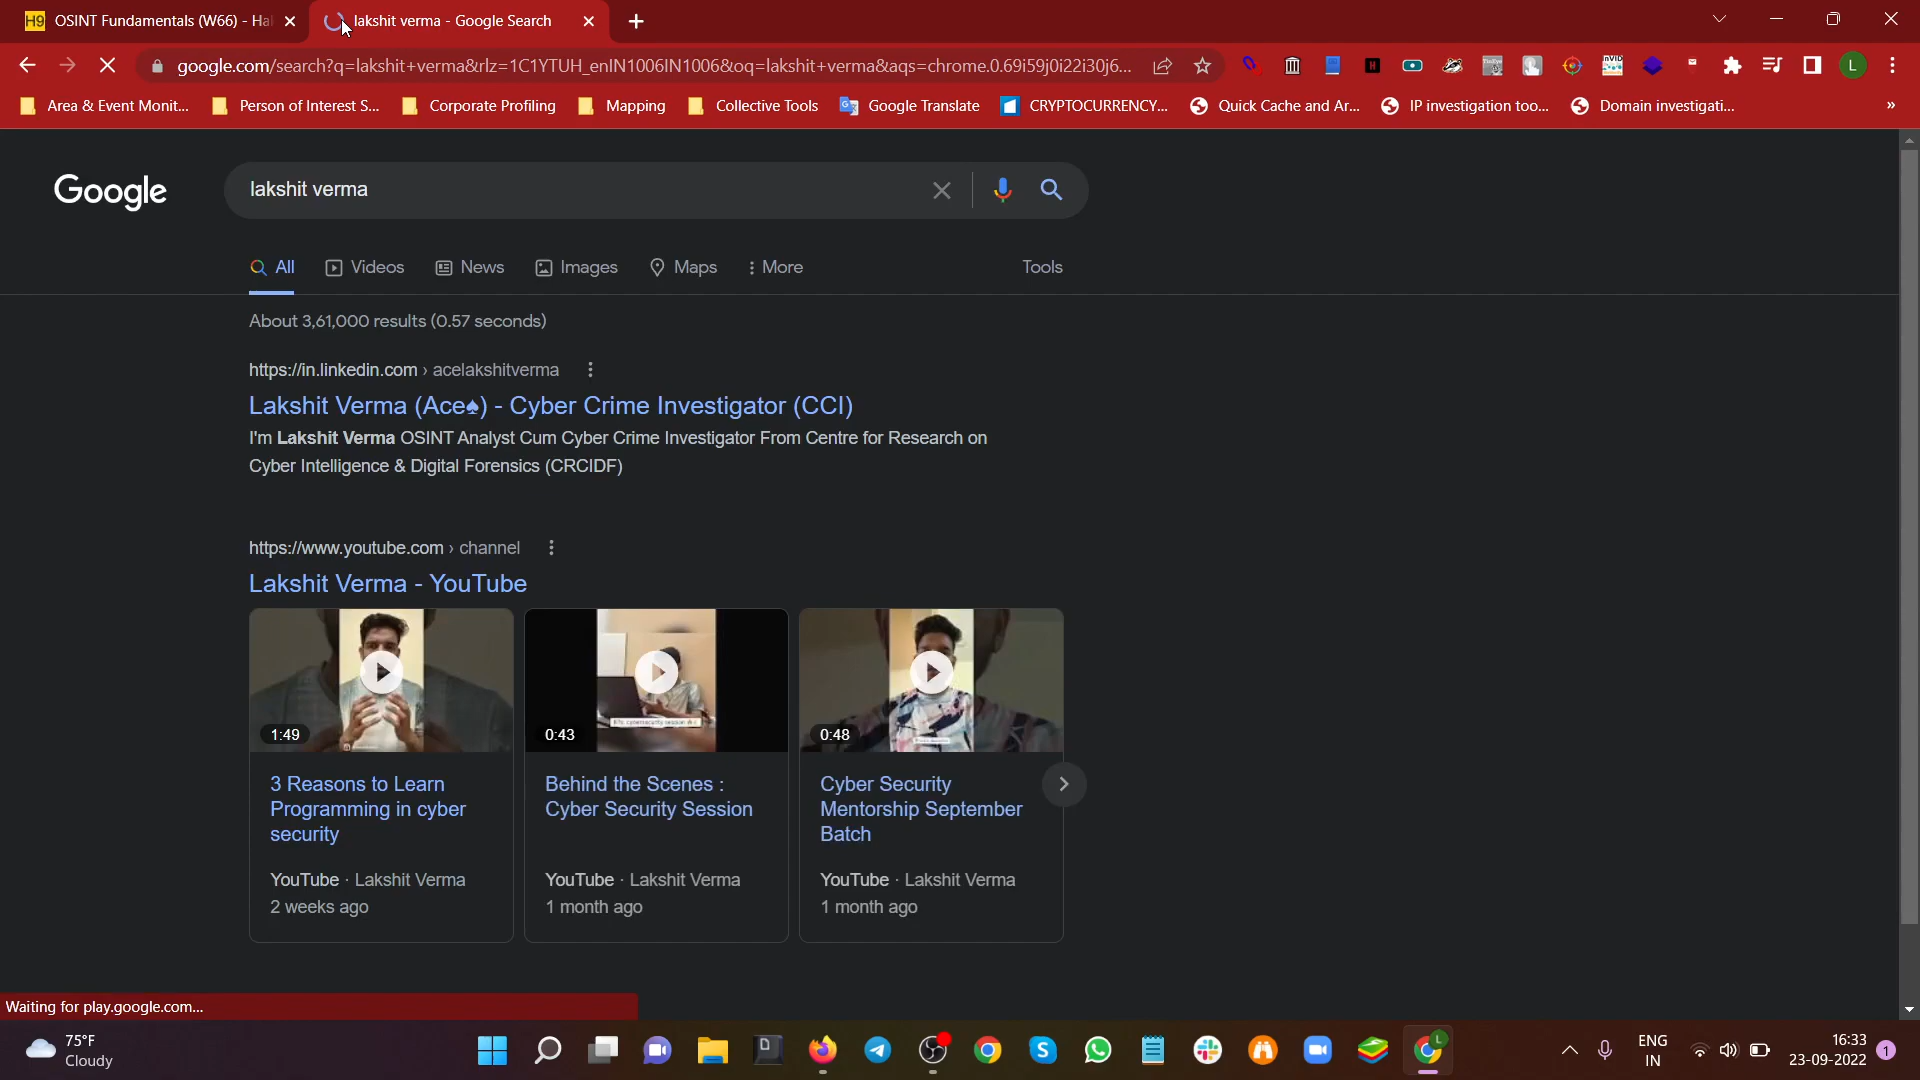 OSINT Fundamentals (W66) - Ha
lakshit verma - Google Search
google.com/search?q=lakshit+verma&rlz=1C1YTUH_enIN1006IN1006&oq=lakshit+verma&aqs=chrome.0.69i59j0i22i30j6...
Area & Event Monit...
Person of Interest S...
Corporate Profiling
Mapping
Collective Tools
Google Translate
CRYPTOCURRENCY...
Quick Cache and Ar...
IP investigation too...
Domain investigati...
»
Google
lakshit verma
All
Videos
News
Images
Maps
More
Tools
About 3,61,000 results (0.57 seconds)
https://in.linkedin.com › acelakshitverma
Lakshit Verma (Ace♠) - Cyber Crime Investigator (CCI)
I'm Lakshit Verma OSINT Analyst Cum Cyber Crime Investigator From Centre for Research on
Cyber Intelligence & Digital Forensics (CRCIDF)
https://www.youtube.com › channel
Lakshit Verma - YouTube
1:49
0:43
0:48
3 Reasons to Learn
Programming in cyber
security
YouTube · Lakshit Verma
2 weeks ago
Behind the Scenes :
Cyber Security Session
YouTube · Lakshit Verma
1 month ago
Cyber Security
Mentorship September
Batch
YouTube · Lakshit Verma
1 month ago
Waiting for play.google.com...
75°F
Cloudy
ENG
IN
16:33
23-09-2022
1